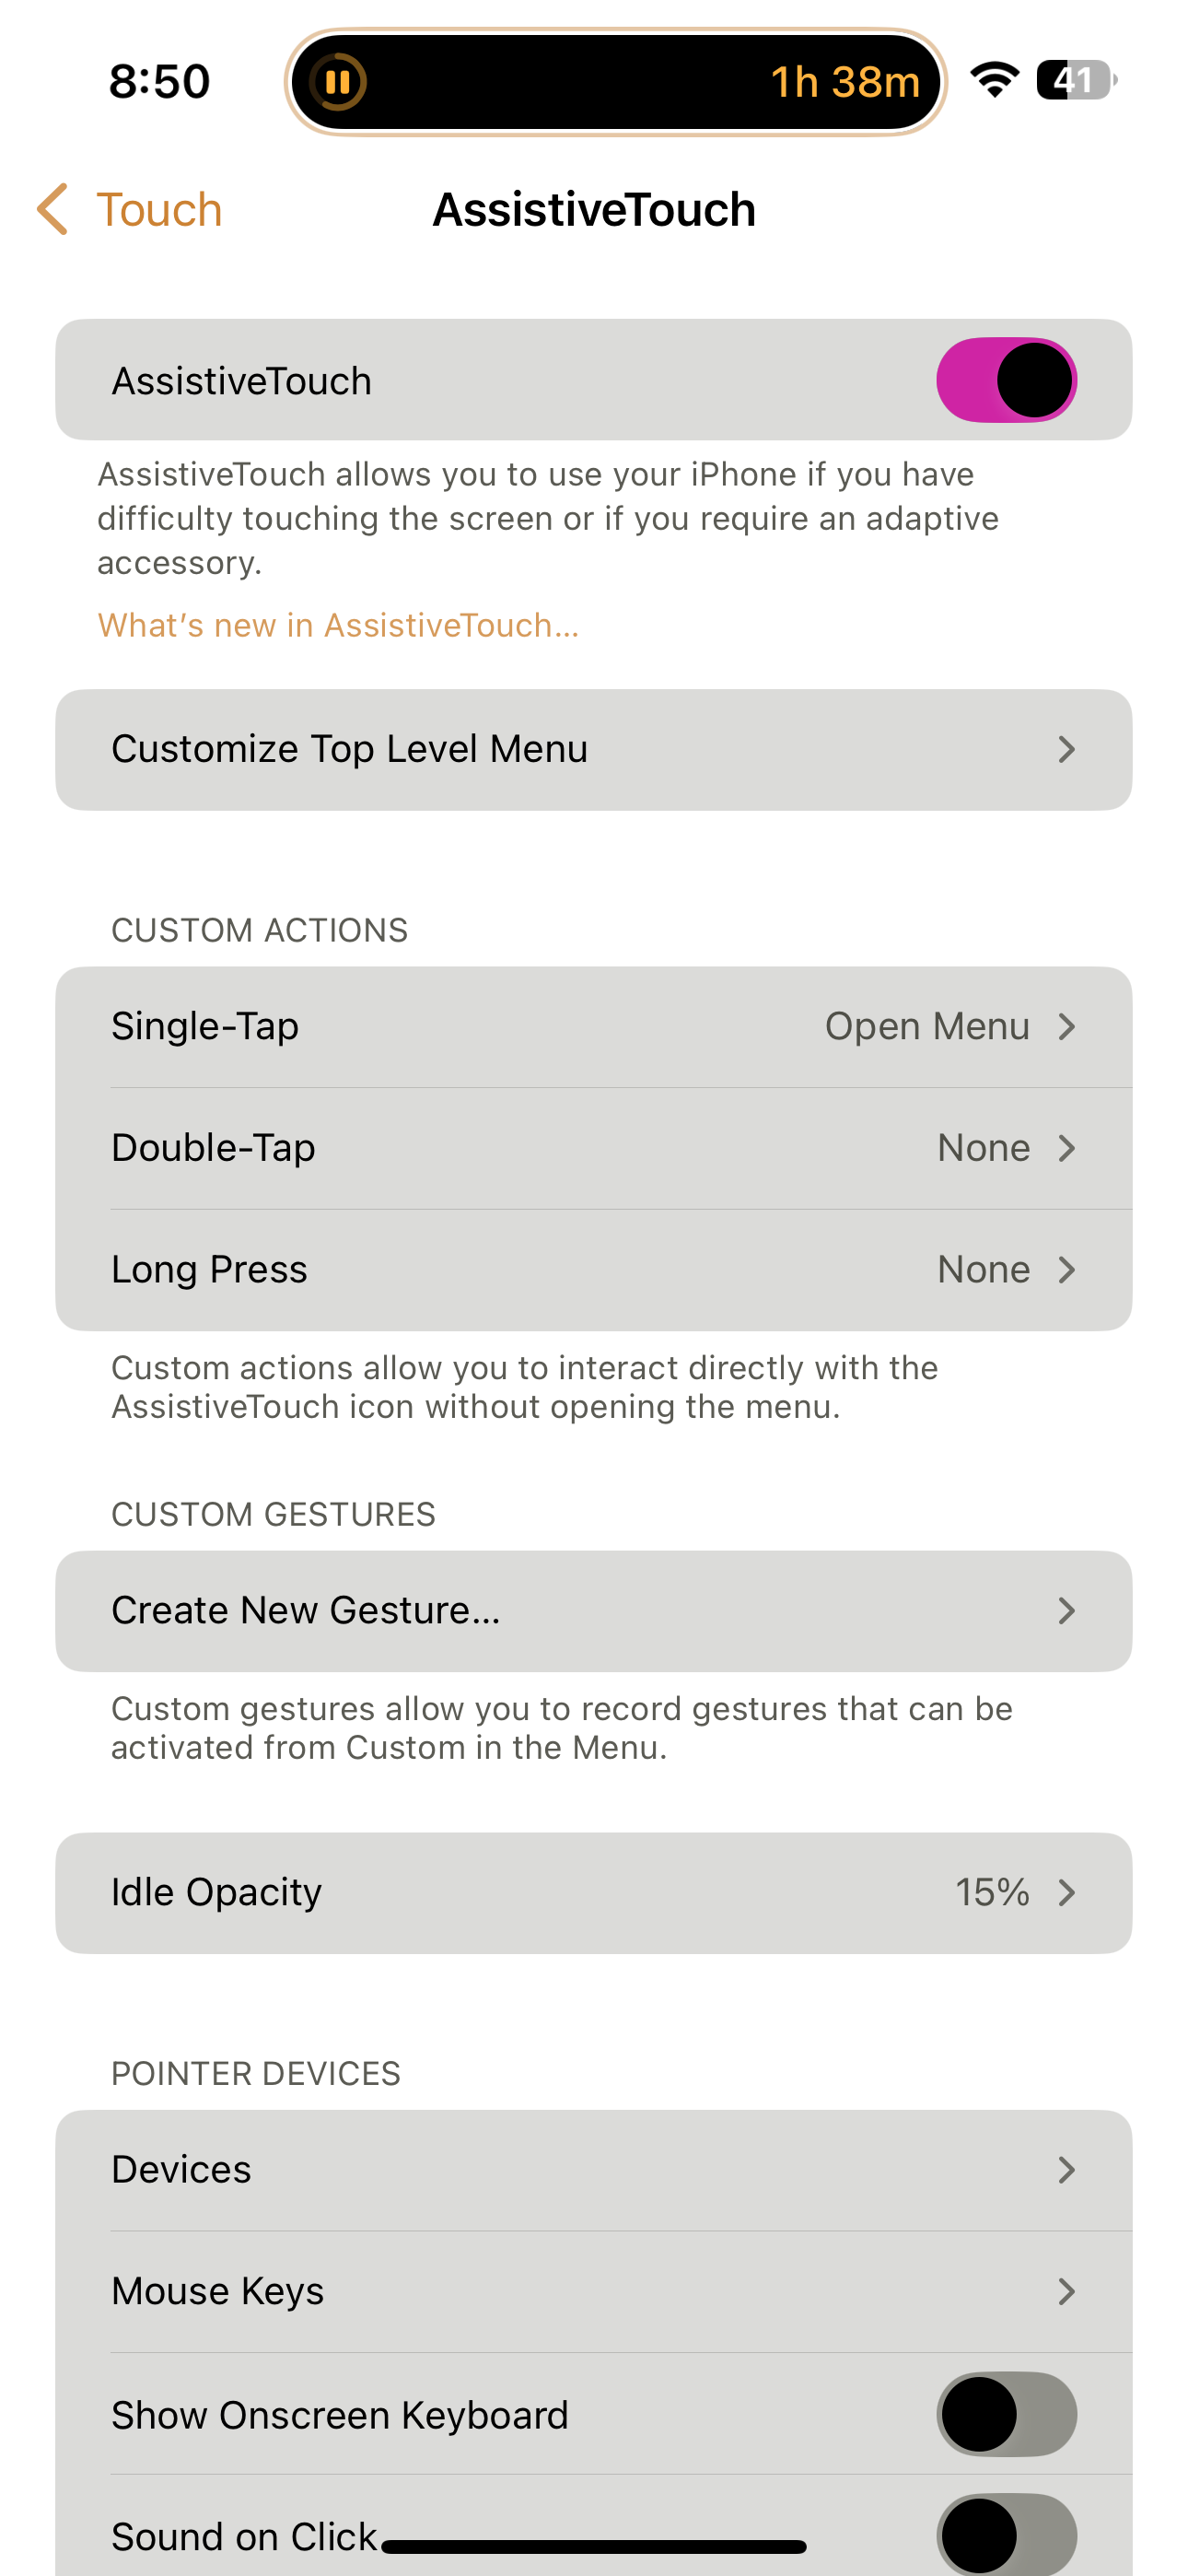 8:50
1h 38m
41
Touch
AssistiveTouch
AssistiveTouch
AssistiveTouch allows you to use your iPhone if you have
difficulty touching the screen or if you require an adaptive
accessory.
What’s new in AssistiveTouch…
Customize Top Level Menu
CUSTOM ACTIONS
Single-Tap Open Menu
Double-Tap None
Long Press None
Custom actions allow you to interact directly with the
AssistiveTouch icon without opening the menu.
CUSTOM GESTURES
Create New Gesture…
Custom gestures allow you to record gestures that can be
activated from Custom in the Menu.
Idle Opacity 15%
POINTER DEVICES
Devices
Mouse Keys
Show Onscreen Keyboard
Sound on Click